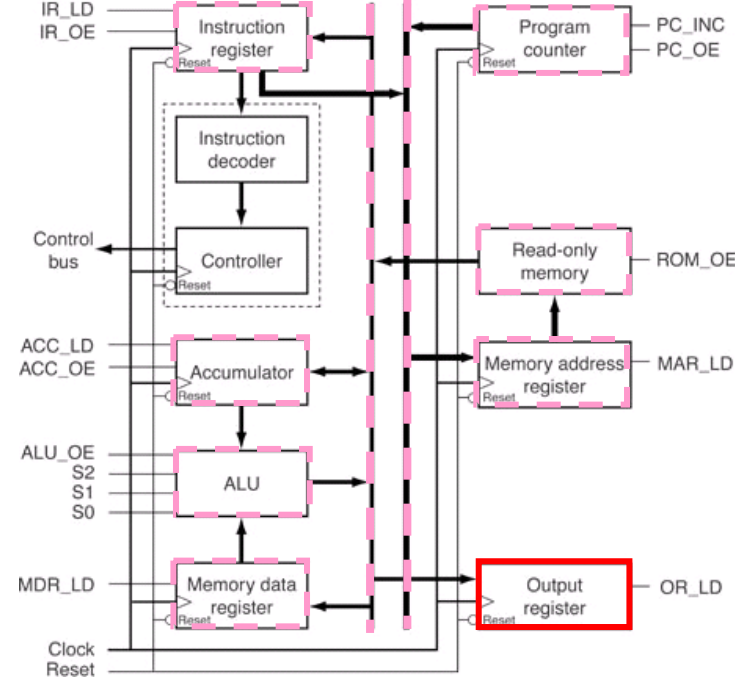 IR_LD
IR_OE
Instruction
register
Reset
Program
counter
Reset
PC_INC
PC_OE
Instruction
decoder
Control
bus
Controller
Reset
Read-only
memory
ROM_OE
ACC_LD
ACC_OE
Accumulator
Reset
Memory address
register
Reset
MAR_LD
ALU_OE
S2
S1
S0
ALU
MDR_LD
Memory data
register
Reset
Output
register
Reset
OR_LD
Clock
Reset